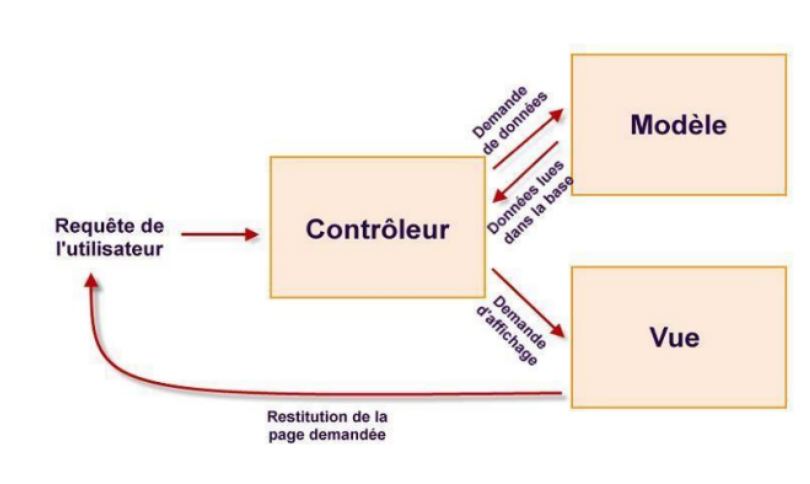 Requête de
l'utilisateur
Contrôleur
Demande
de données
Données lues
dans la base
Modèle
Demande
d'affichage
Vue
Restitution de la
page demandée